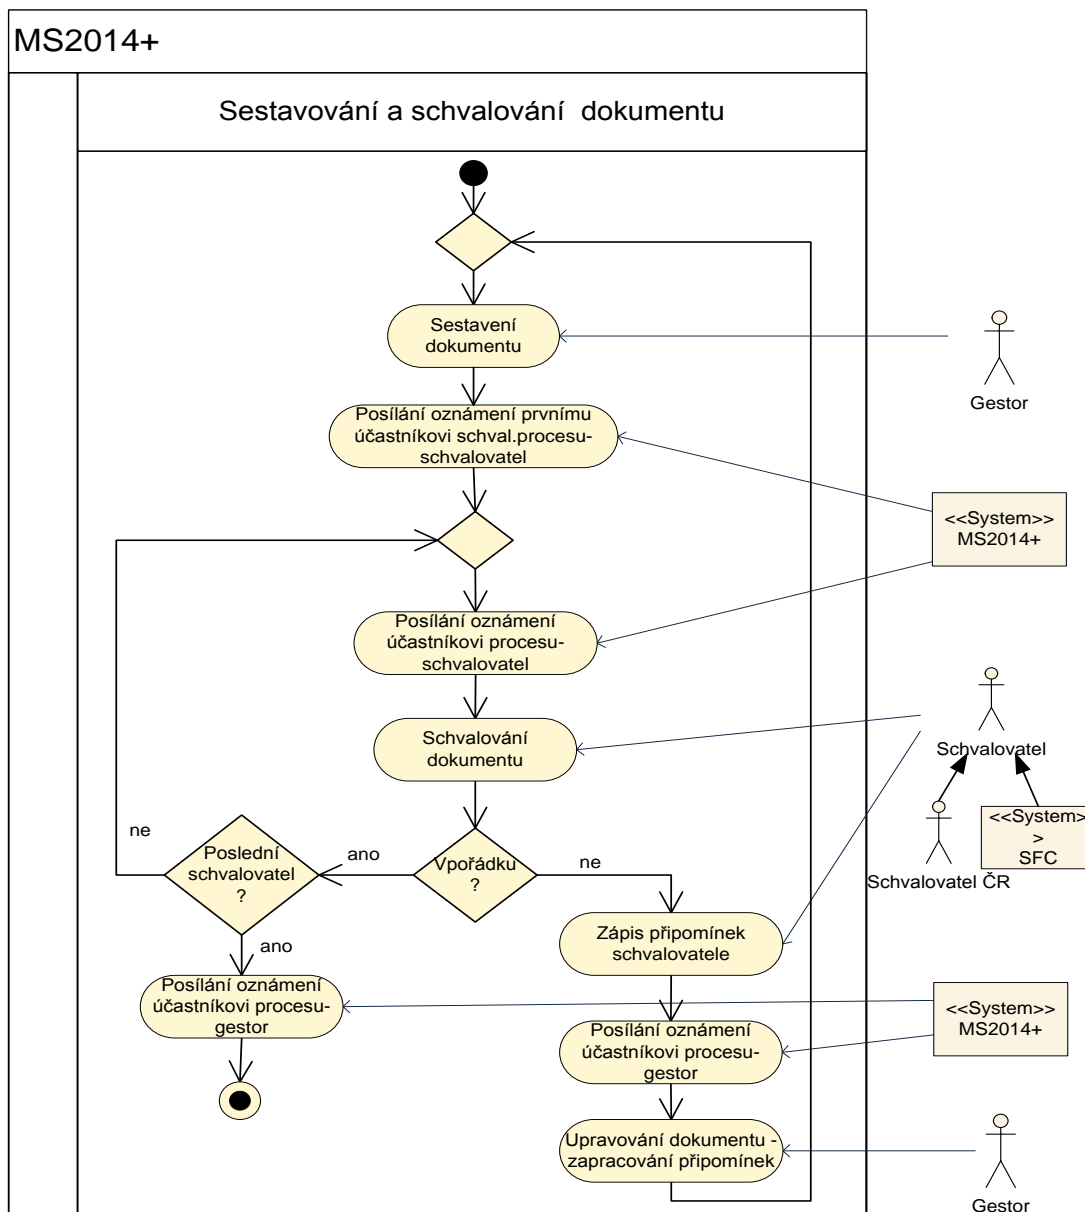 MS2014+
Sestavování a schvalování dokumentu
Sestavení
dokumentu
Gestor
Posílání oznámení prvnímu
účastníkovi schval.procesu-
schvalovatel
<<System>>
MS2014+
Posílání oznámení
účastníkovi procesu-
schvalovatel
Schvalování
dokumentu
Schvalovatel
<<System>
>
SFC
Schvalovatel ČR
ne
Poslední
schvalovatel
?
ano
Vpořádku
?
ne
Zápis připomínek
schvalovatele
ano
Posílání oznámení
účastníkovi procesu-
gestor
<<System>>
MS2014+
Posílání oznámení
účastníkovi procesu-
gestor
Upravování dokumentu -
zapracování připomínek
Gestor